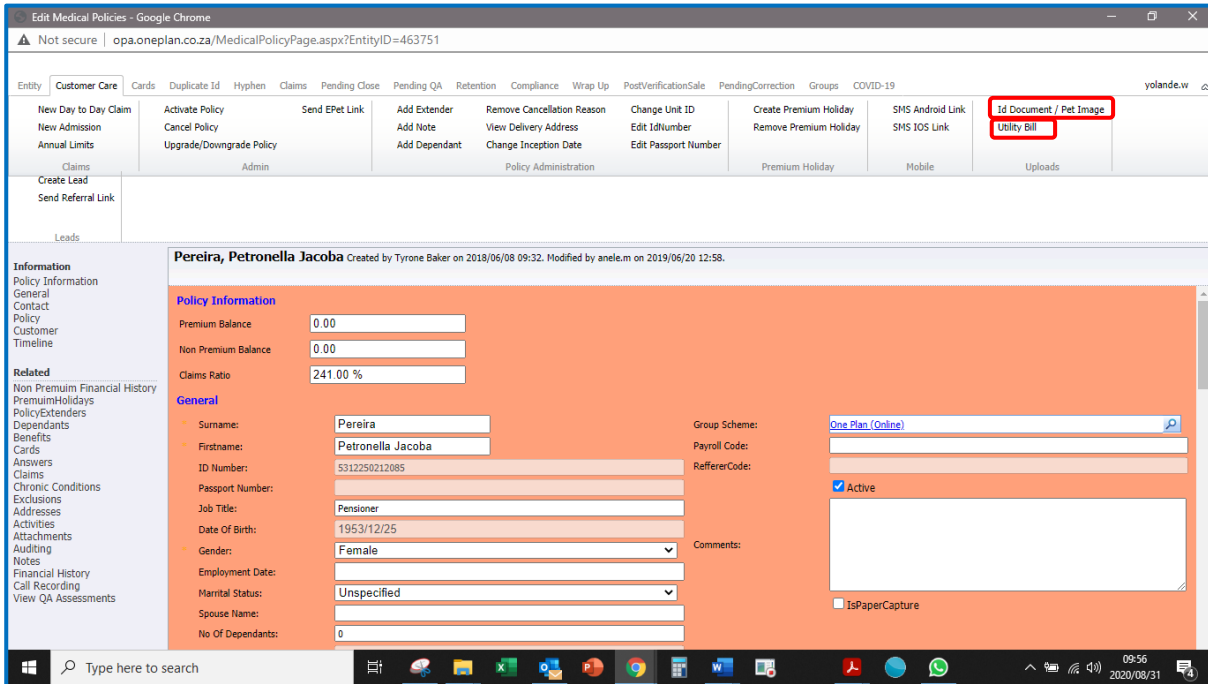 Edit Medical Policies - Google Chrome
Not secure | opa.oneplan.co.za/MedicalPolicyPage.aspx?EntityID=463751
Entity Customer Care Cards Duplicate Id Hyphen Claims Pending Close Pending QA Retention Compliance Wrap Up PostVerificationSale PendingCorrection Groups COVID-19 yolande.w
New Day to Day Claim Activate Policy Send EPet Link Add Extender Remove Cancellation Reason Change Unit ID Create Premium Holiday SMS Android Link Id Document / Pet Image
New Admission Cancel Policy Add Note View Delivery Address Edit IdNumber Remove Premium Holiday SMS IOS Link Utility Bill
Annual Limits Upgrade/Downgrade Policy Add Dependant Change Inception Date Edit Passport Number
Claims Admin Policy Administration Premium Holiday Mobile Uploads
Create Lead
Send Referral Link
Leads
Pereira, Petronella Jacoba Created by Tyrone Baker on 2018/06/08 09:32. Modified by anele.m on 2019/06/20 12:58.
Information
Policy Information
General
Contact
Policy
Customer
Timeline
Related
Non Premuim Financial History
PremuimHolidays
PolicyExtenders
Dependants
Benefits
Cards
Answers
Claims
Chronic Conditions
Exclusions
Addresses
Activities
Attachments
Auditing
Notes
Financial History
Call Recording
View QA Assessments
Policy Information
Premium Balance 0.00
Non Premium Balance 0.00
Claims Ratio 241.00 %
General
Surname: Pereira Group Scheme: One Plan (Online)
Firstname: Petronella Jacoba Payroll Code:
ID Number: 5312250212085 ReffererCode:
Passport Number: Active
Job Title: Pensioner
Date Of Birth: 1953/12/25
Gender: Female Comments:
Employment Date:
Marrital Status: Unspecified
Spouse Name: IsPaperCapture
No Of Dependants: 0
Type here to search
09:56
2020/08/31
4